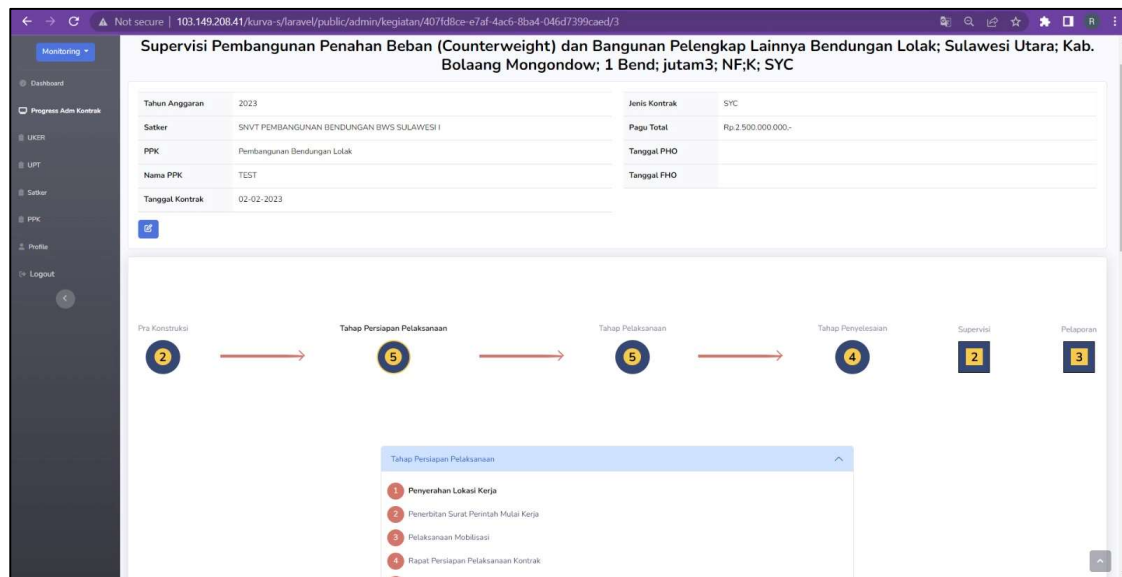 Not secure | 103.149.208.41/kurva-s/laravel/public/admin/kegiatan/407fd8ce-e7af-4ac6-8ba4-046d7399caed/3
R
Monitoring
Dashboard
Progress Adm Kontrak
UKER
UPT
Satker
PPK
Profile
Logout
Supervisi Pembangunan Penahan Beban (Counterweight) dan Bangunan Pelengkap Lainnya Bendungan Lolak; Sulawesi Utara; Kab.
Bolaang Mongondow; 1 Bend; jutam3; NF;K; SYC
Tahun Anggaran 2023
Satker SNVT PEMBANGUNAN BENDUNGAN BWS SULAWESI I
PPK Pembangunan Bendungan Lolak
Nama PPK TEST
Tanggal Kontrak 02-02-2023
Jenis Kontrak SYC
Pagu Total Rp.2.500.000.000,-
Tanggal PHO
Tanggal FHO
Pra Konstruksi Tahap Persiapan Pelaksanaan Tahap Pelaksanaan Tahap Penyelesaian Supervisi Pelaporan
2 5 5 4 2 3
Tahap Persiapan Pelaksanaan
1 Penyerahan Lokasi Kerja
2 Penerbitan Surat Perintah Mulai Kerja
3 Pelaksanaan Mobilisasi
4 Rapat Persiapan Pelaksanaan Kontrak